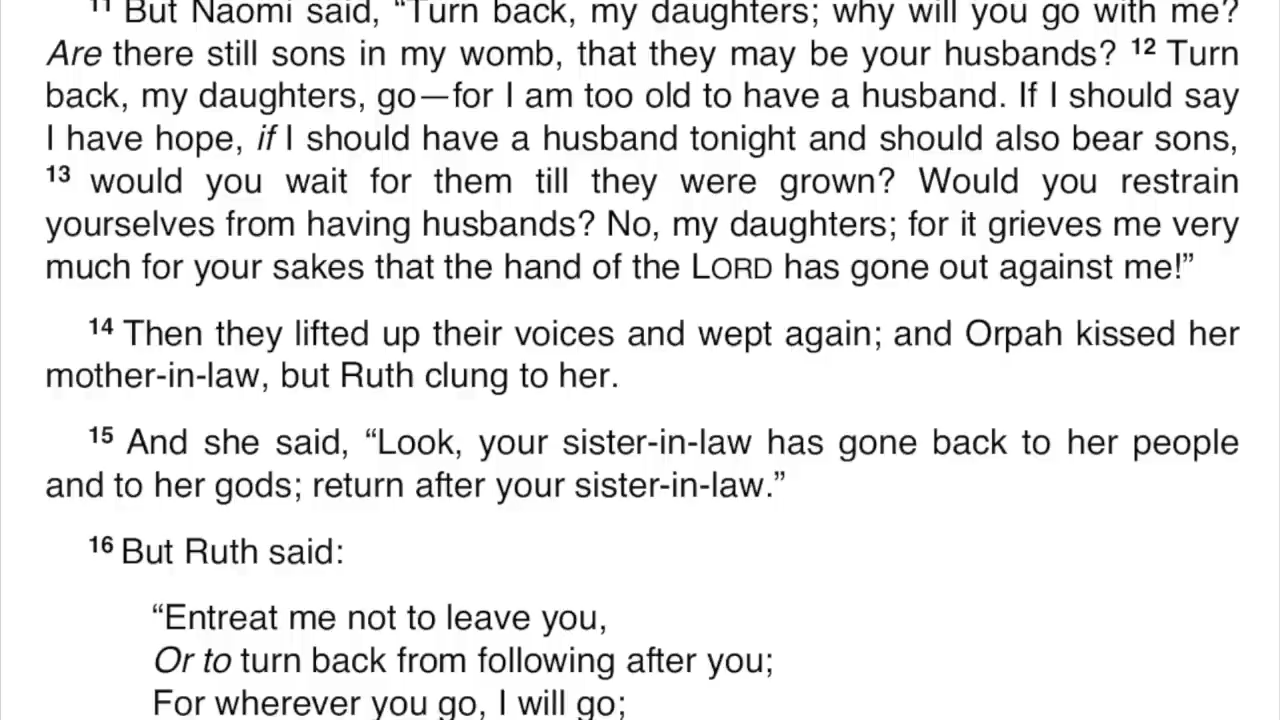 11 But Naomi said, “Turn back, my daughters; why will you go with me?
Are there still sons in my womb, that they may be your husbands? 12 Turn
back, my daughters, go—for I am too old to have a husband. If I should say
I have hope, if I should have a husband tonight and should also bear sons,
13 would you wait for them till they were grown? Would you restrain
yourselves from having husbands? No, my daughters; for it grieves me very
much for your sakes that the hand of the LORD has gone out against me!”
14 Then they lifted up their voices and wept again; and Orpah kissed her
mother-in-law, but Ruth clung to her.
15 And she said, “Look, your sister-in-law has gone back to her people
and to her gods; return after your sister-in-law.”
16 But Ruth said:
“Entreat me not to leave you,
Or to turn back from following after you;
For wherever you go, I will go;